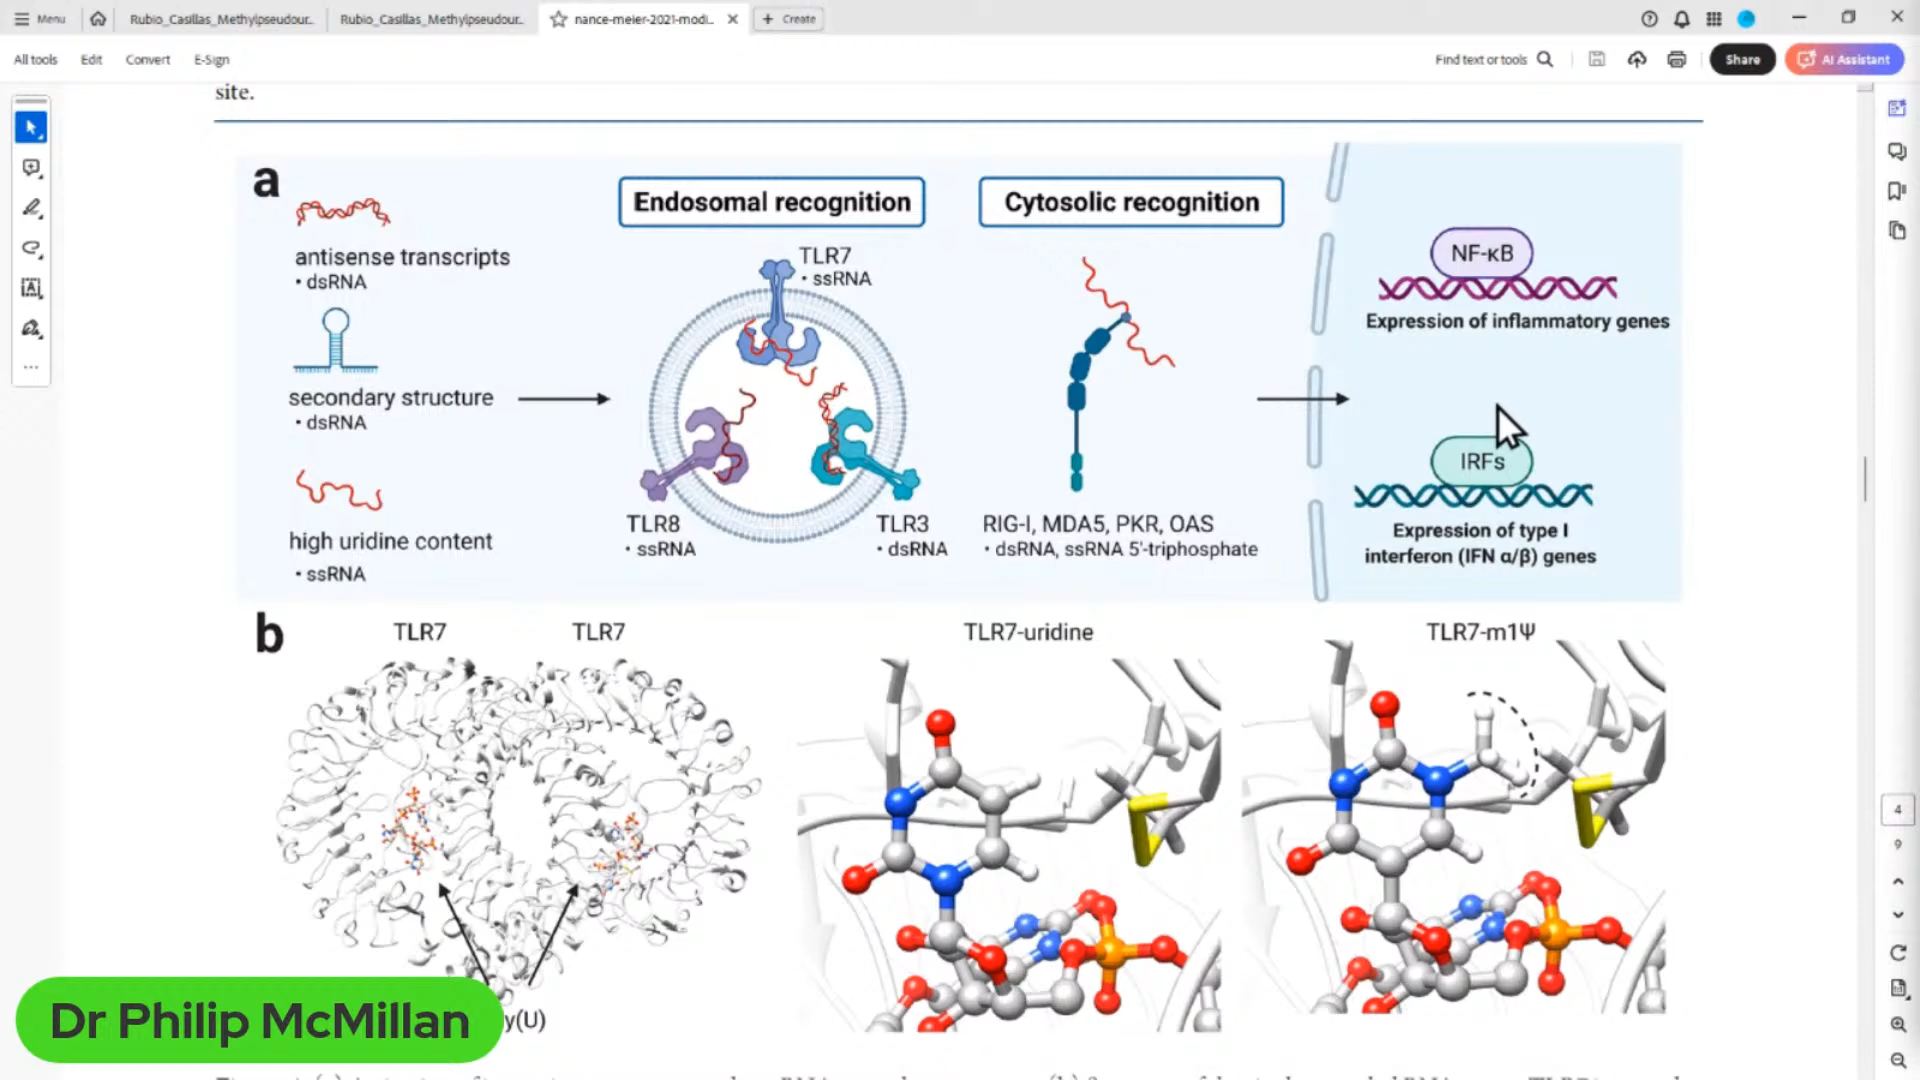 Menu
Rubio_Casillas_Methylpseudour...
Rubio_Casillas_Methylpseudour...
nance-meier-2021-modi...
+ Create
All tools
Edit
Convert
E-Sign
Find text or tools
Share
AI Assistant
site.
a
antisense transcripts
• dsRNA
secondary structure
• dsRNA
high uridine content
• ssRNA
Endosomal recognition
TLR7
• ssRNA
TLR8
• ssRNA
TLR3
• dsRNA
Cytosolic recognition
RIG-I, MDA5, PKR, OAS
• dsRNA, ssRNA 5'-triphosphate
NF-κB
Expression of inflammatory genes
IRFs
Expression of type I
interferon (IFN α/β) genes
b
TLR7
TLR7
TLR7-uridine
TLR7-m1Ψ
y(U)
4
9
Dr Philip McMillan